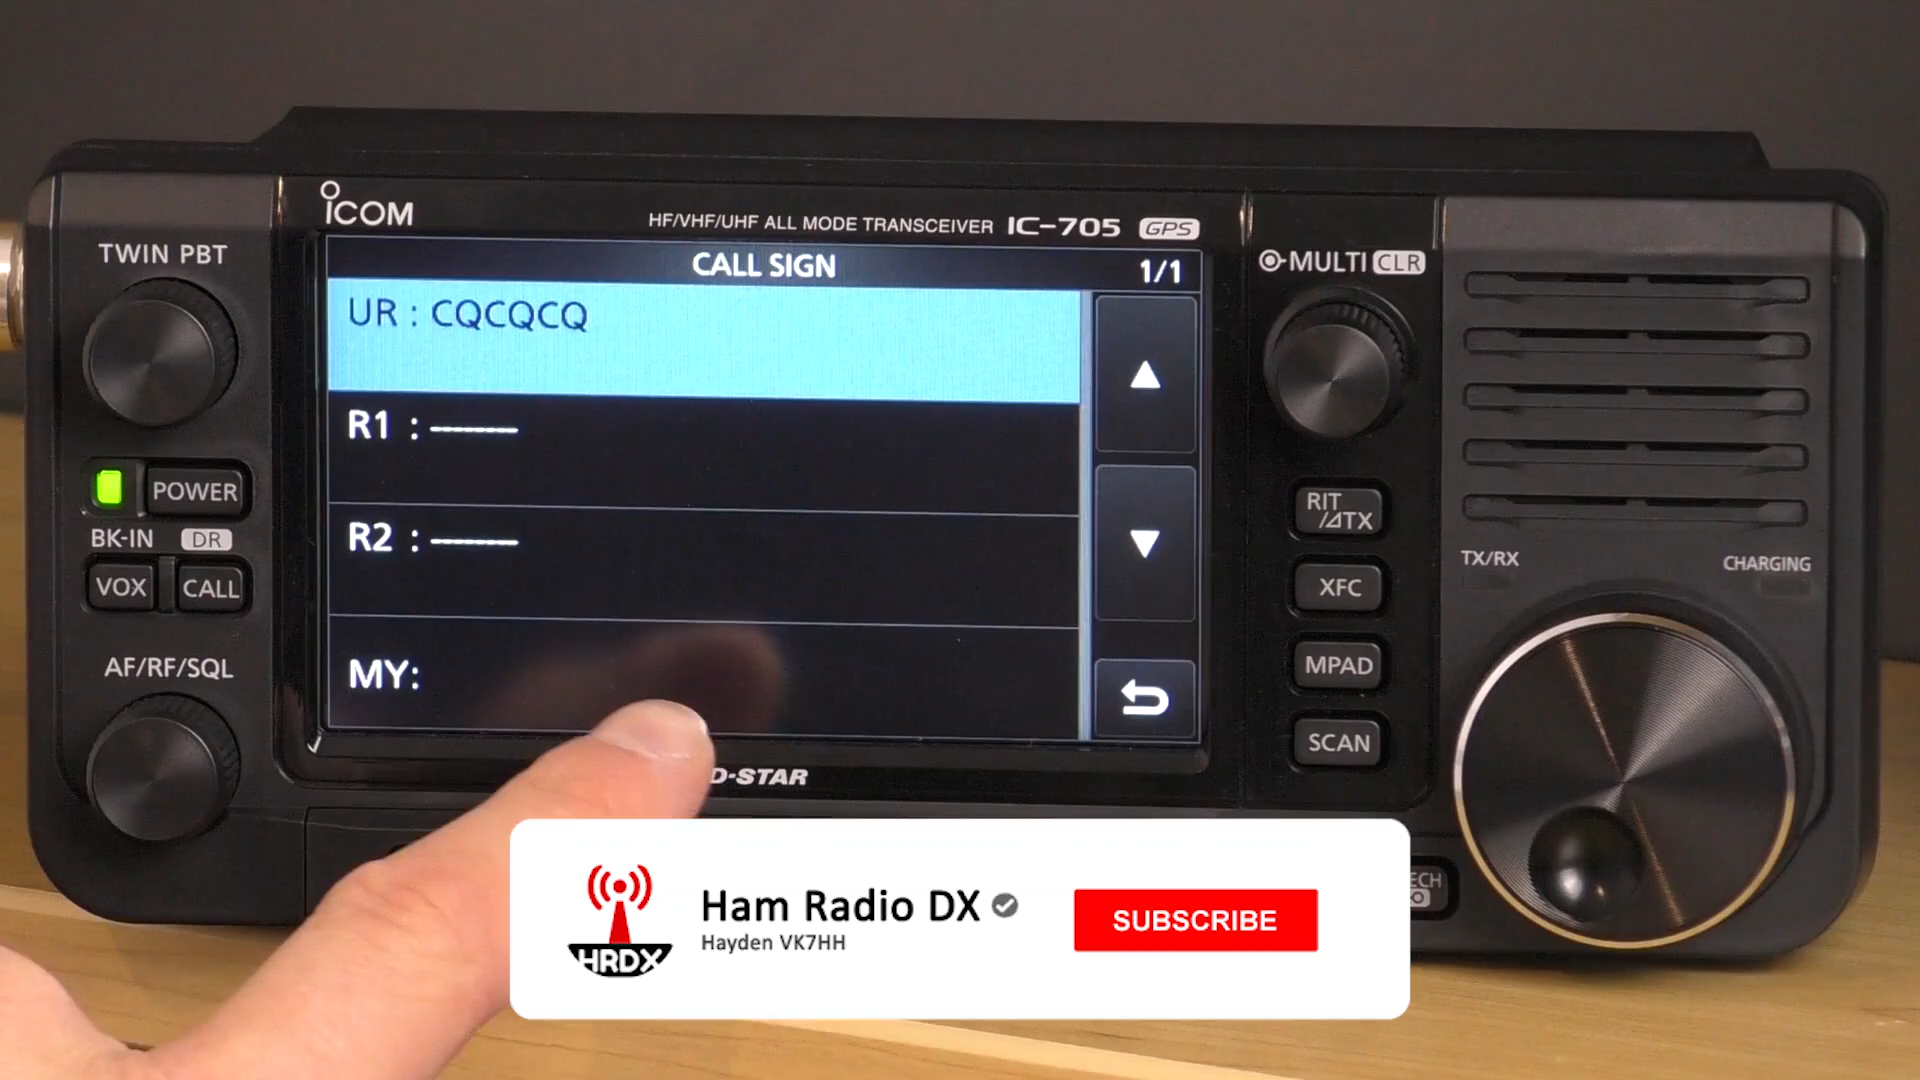 ICOM
HF/VHF/UHF ALL MODE TRANSCEIVER IC-705 GPS
TWIN PBT
CALL SIGN 1/1
MULTI CLR
UR : CQCQCQ
R1 : --------
R2 : --------
MY:
POWER
BK-IN DR
VOX CALL
AF/RF/SQL
RIT
/⊿TX
XFC
MPAD
SCAN
TX/RX CHARGING
D-STAR
HRDX
Ham Radio DX
Hayden VK7HH
SUBSCRIBE